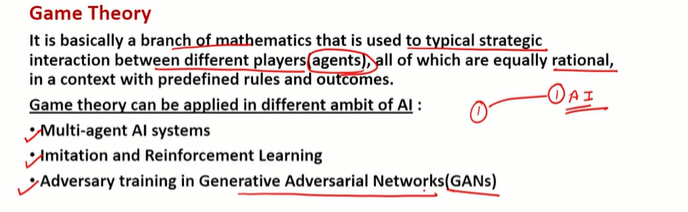 Game Theory
It is basically a branch of mathematics that is used to typical strategic
interaction between different players(agents), all of which are equally rational,
in a context with predefined rules and outcomes.
Game theory can be applied in different ambit of AI :
•Multi-agent AI systems
•Imitation and Reinforcement Learning
•Adversary training in Generative Adversarial Networks(GANs)
1 1 AI